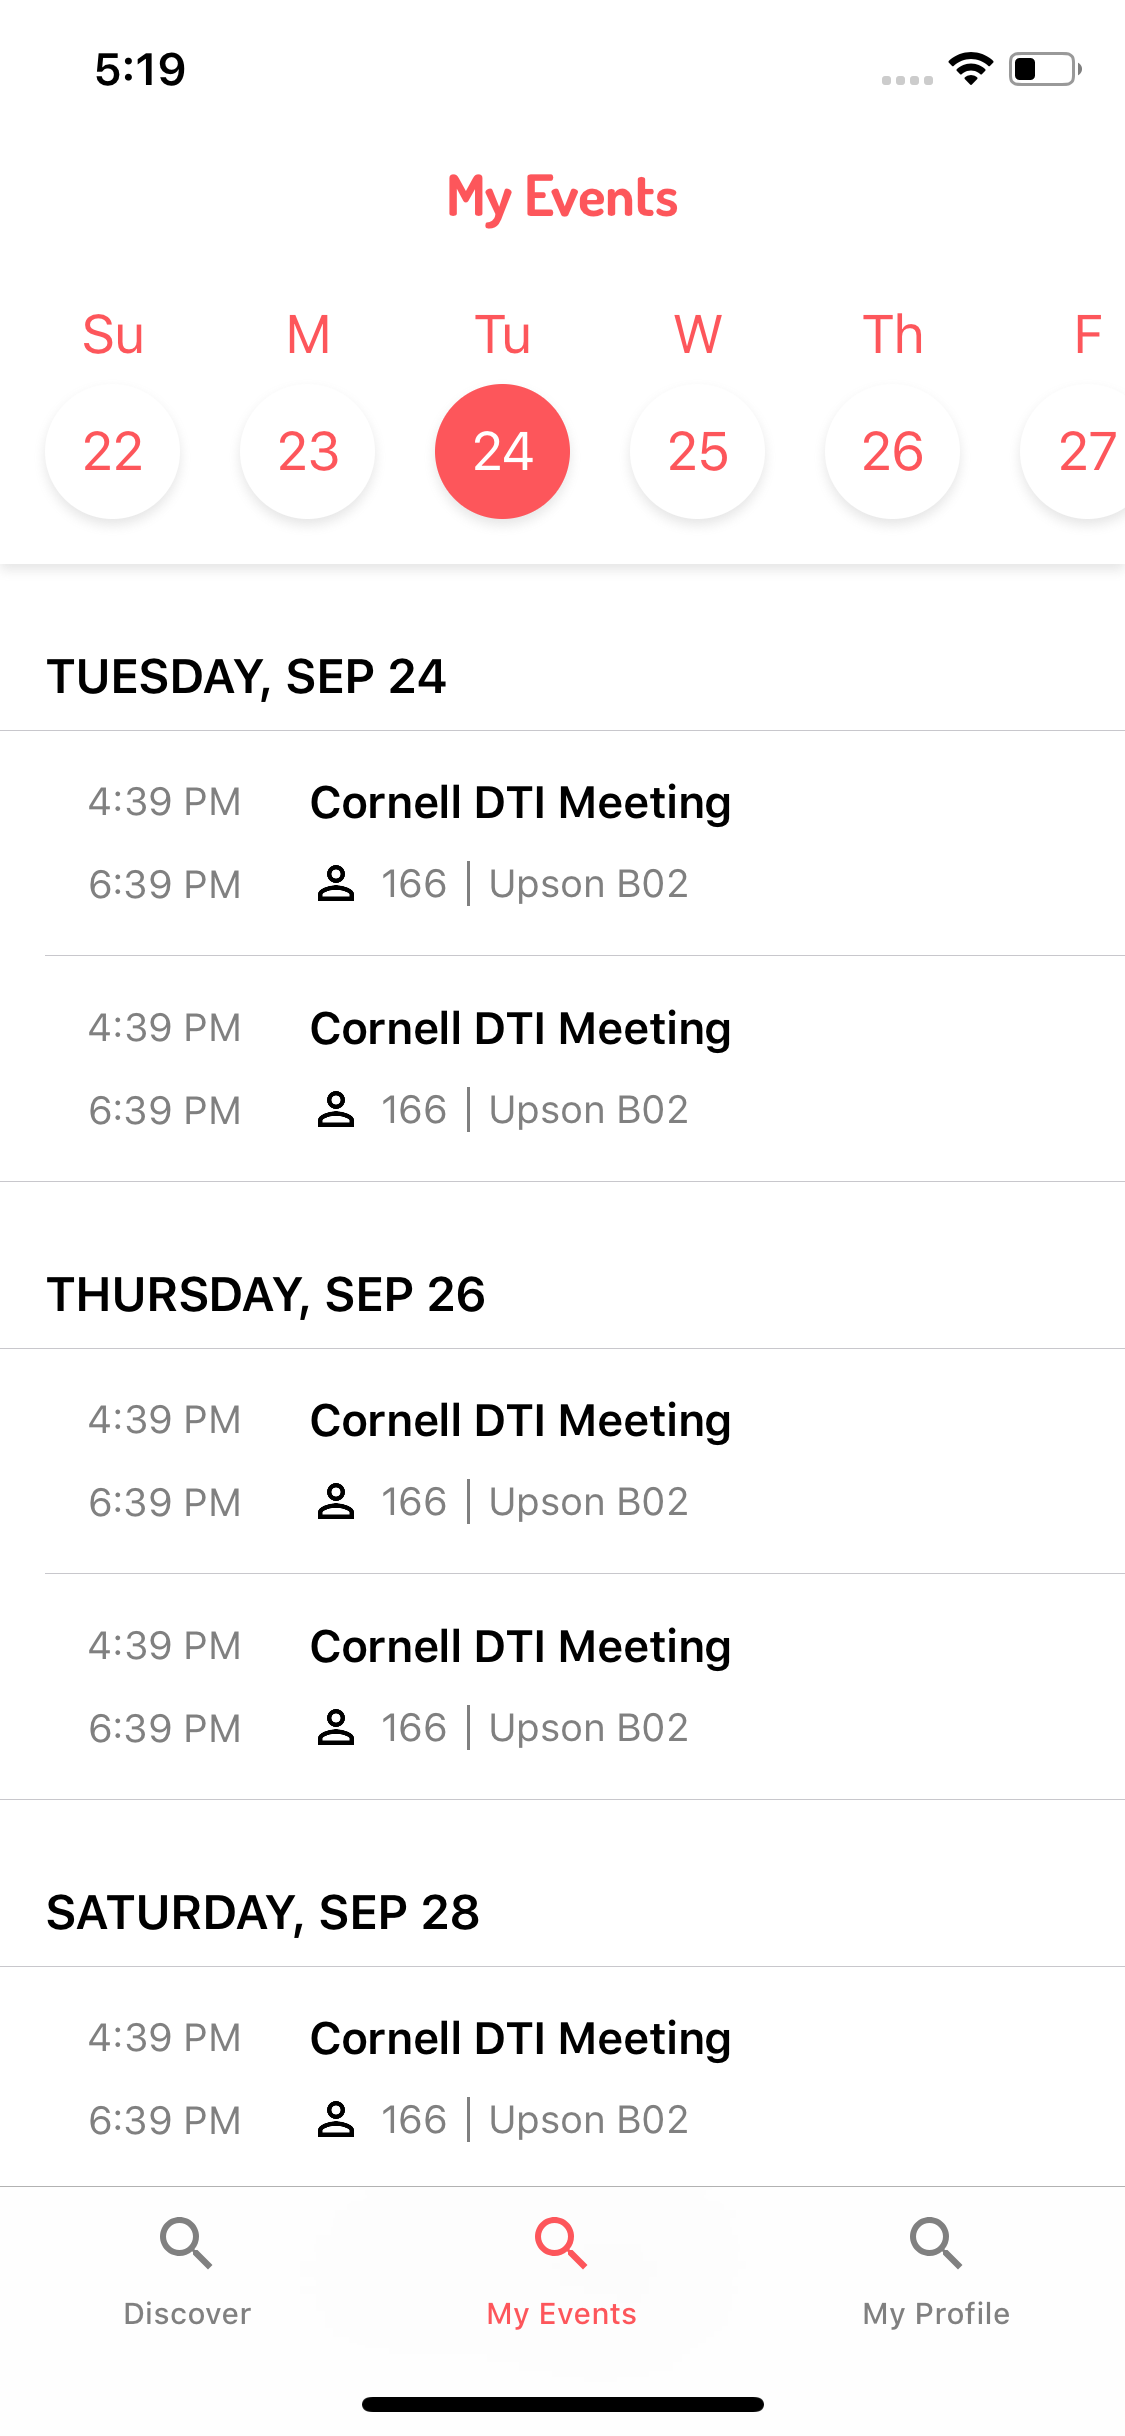 5:19
My Events
Su M Tu W Th F
22 23 24 25 26 27
TUESDAY, SEP 24
4:39 PM Cornell DTI Meeting
6:39 PM 166 | Upson B02
4:39 PM Cornell DTI Meeting
6:39 PM 166 | Upson B02
THURSDAY, SEP 26
4:39 PM Cornell DTI Meeting
6:39 PM 166 | Upson B02
4:39 PM Cornell DTI Meeting
6:39 PM 166 | Upson B02
SATURDAY, SEP 28
4:39 PM Cornell DTI Meeting
6:39 PM 166 | Upson B02
Discover My Events My Profile